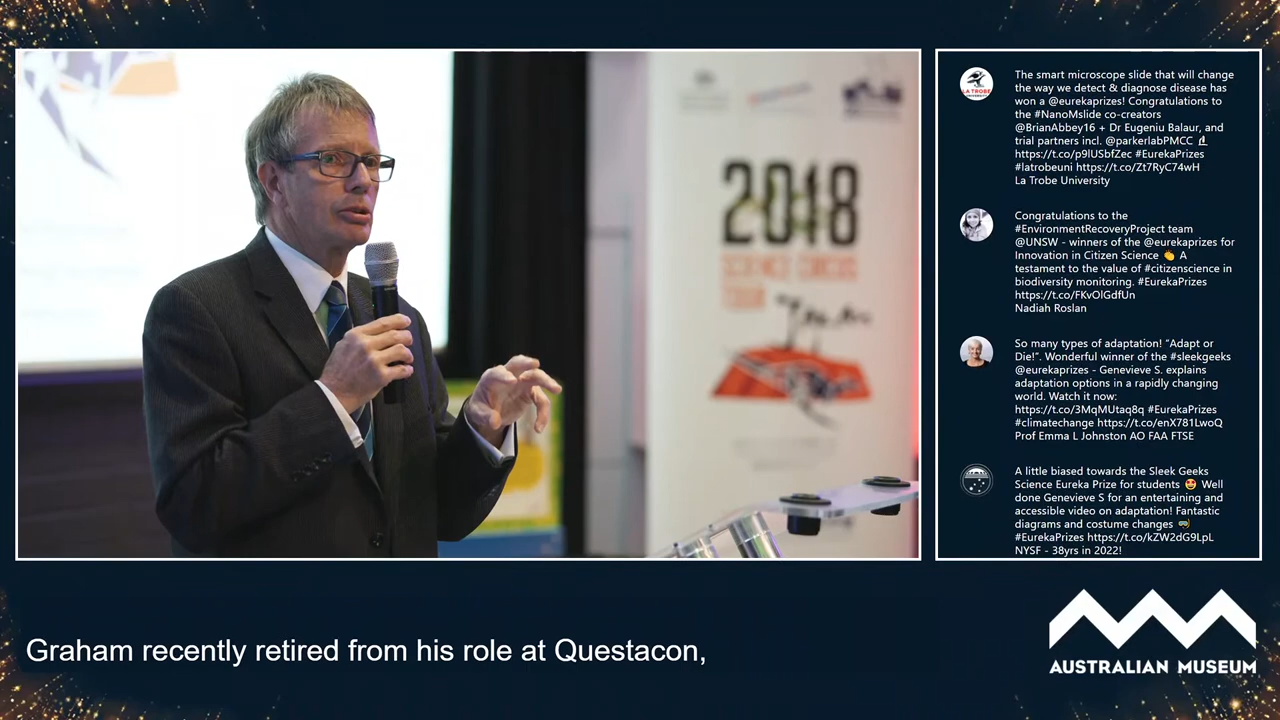 2018
SCIENCE CIRCUS
TOUR
The smart microscope slide that will change
the way we detect & diagnose disease has
won a @eurekaprizes! Congratulations to
the #NanoMslide co-creators
@BrianAbbey16 + Dr Eugeniu Balaur, and
trial partners incl. @parkerlabPMCC 🔬
https://t.co/p9lUSbfZec #EurekaPrizes
#latrobeuni https://t.co/Zt7RyC74wH
La Trobe University
LA TROBE
Congratulations to the
#EnvironmentRecoveryProject team
@UNSW - winners of the @eurekaprizes for
Innovation in Citizen Science 👏 A
testament to the value of #citizenscience in
biodiversity monitoring. #EurekaPrizes
https://t.co/FKvOlGdfUn
Nadiah Roslan
So many types of adaptation! "Adapt or
Die!". Wonderful winner of the #sleekgeeks
@eurekaprizes - Genevieve S. explains
adaptation options in a rapidly changing
world. Watch it now:
https://t.co/3MqMUtaq8q #EurekaPrizes
#climatechange https://t.co/enX781LwoQ
Prof Emma L Johnston AO FAA FTSE
A little biased towards the Sleek Geeks
Science Eureka Prize for students 🤩 Well
done Genevieve S for an entertaining and
accessible video on adaptation! Fantastic
diagrams and costume changes 🤿
#EurekaPrizes https://t.co/kZW2dG9LpL
NYSF - 38yrs in 2022!
Graham recently retired from his role at Questacon,
AUSTRALIAN MUSEUM